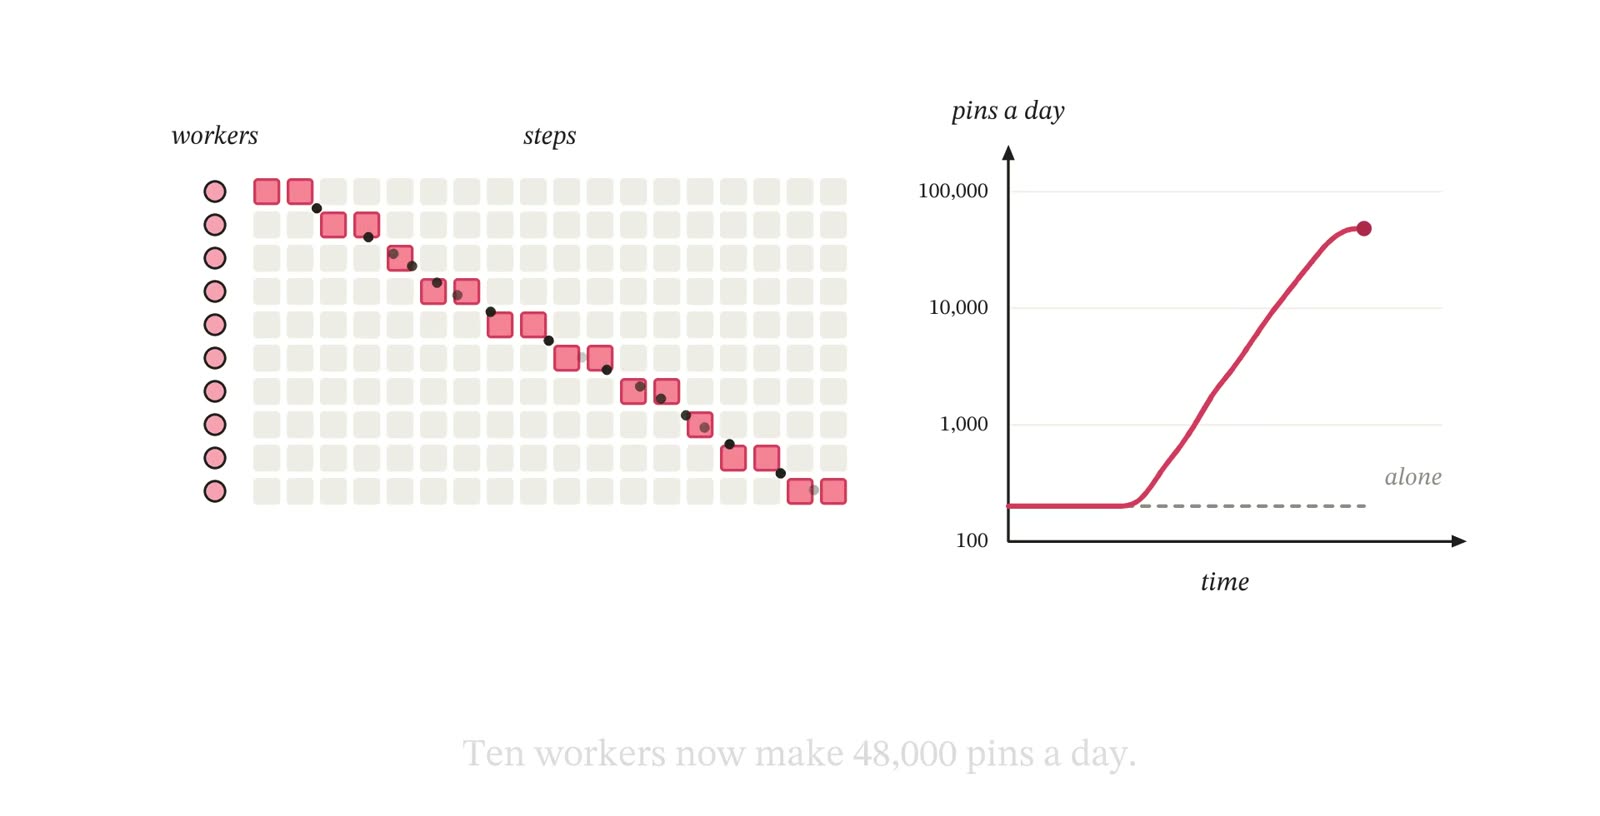 workers
steps
pins a day
100,000
10,000
1,000
alone
100
time
Ten workers now make 48,000 pins a day.